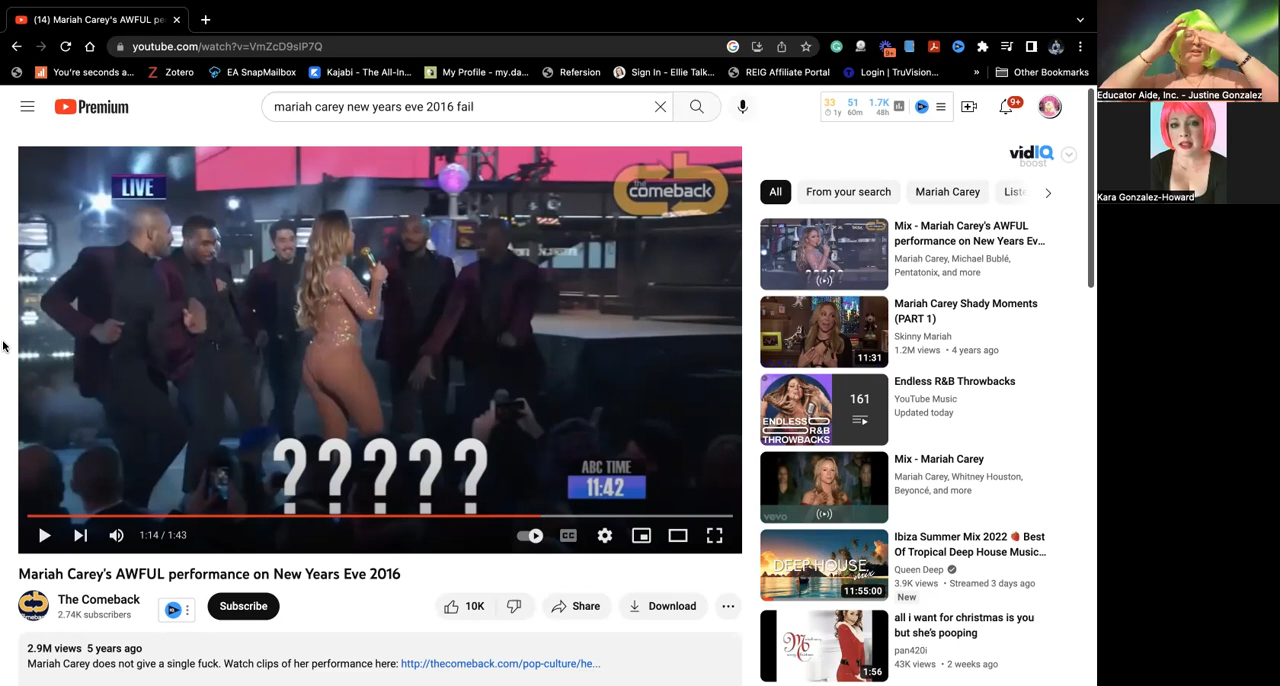 (14) Mariah Carey's AWFUL pe
youtube.com/watch?v=VmZcD9sIP7Q
9+
You're seconds a...
Zotero
EA SnapMailbox
Kajabi - The All-In...
My Profile - my.da...
Refersion
Sign In - Ellie Talk...
REIG Affiliate Portal
Login | TruVision...
»
Other Bookmarks
Premium
mariah carey new years eve 2016 fail
33 51 1.7K
1y 60m 48h
9+
LIVE
the comeback
?????
ABC TIME
11:42
1:14 / 1:43
CC
Mariah Carey's AWFUL performance on New Years Eve 2016
The Comeback
2.74K subscribers
Subscribe
10K
Share
Download
2.9M views 5 years ago
Mariah Carey does not give a single fuck. Watch clips of her performance here: http://thecomeback.com/pop-culture/he...
vidIQ
boost
All
From your search
Mariah Carey
Liste
?????
Mix - Mariah Carey's AWFUL
performance on New Years Ev...
Mariah Carey, Michael Bublé,
Pentatonix, and more
11:31
Mariah Carey Shady Moments
(PART 1)
Skinny Mariah
1.2M views • 4 years ago
ENDLESS
R&B
THROWBACKS
161
Endless R&B Throwbacks
YouTube Music
Updated today
vevo
Mix - Mariah Carey
Mariah Carey, Whitney Houston,
Beyoncé, and more
DEEP HOUSE
mix
11:55:00
Ibiza Summer Mix 2022 🍓 Best
Of Tropical Deep House Music...
Queen Deep
3.9K views • Streamed 3 days ago
New
1:56
all i want for christmas is you
but she's pooping
pan420i
43K views • 2 weeks ago
Educator Aide, Inc. - Justine Gonzalez
Kara Gonzalez-Howard